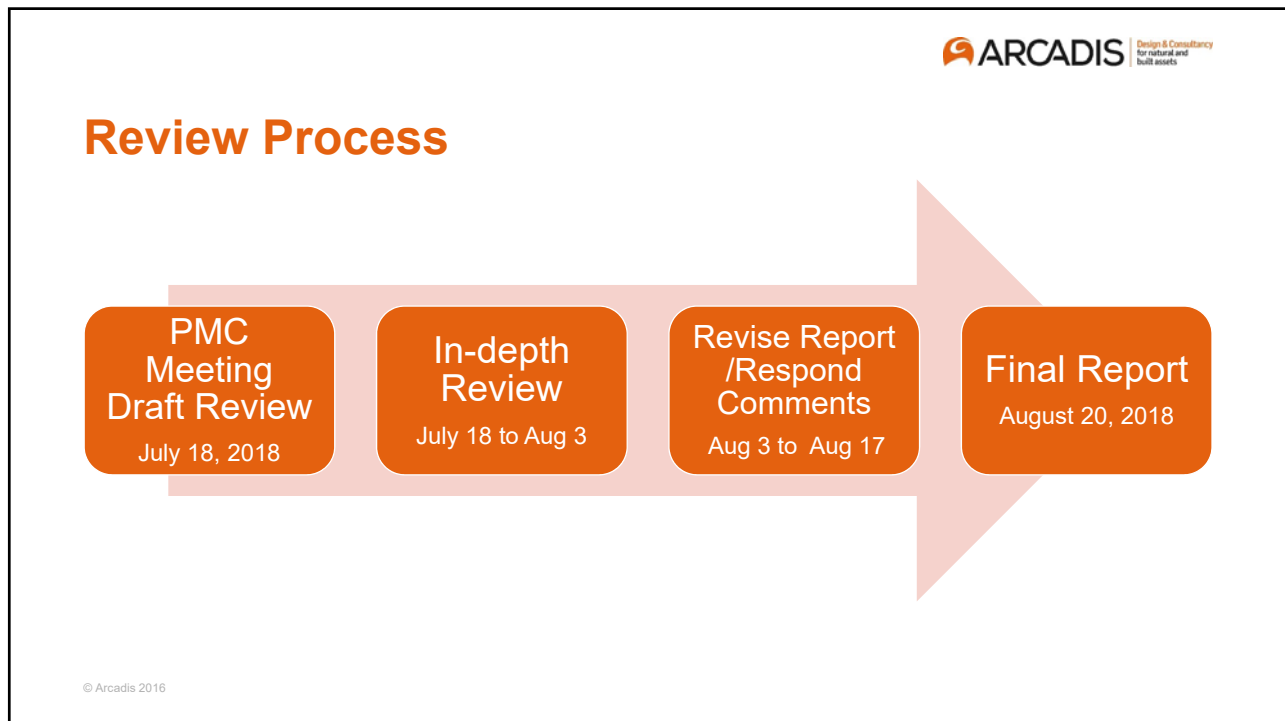 ARCADIS
Design & Consultancy
for natural and
built assets
Review Process
PMC
Meeting
Draft Review
July 18, 2018
In-depth
Review
July 18 to Aug 3
Revise Report
/Respond
Comments
Aug 3 to Aug 17
Final Report
August 20, 2018
© Arcadis 2016